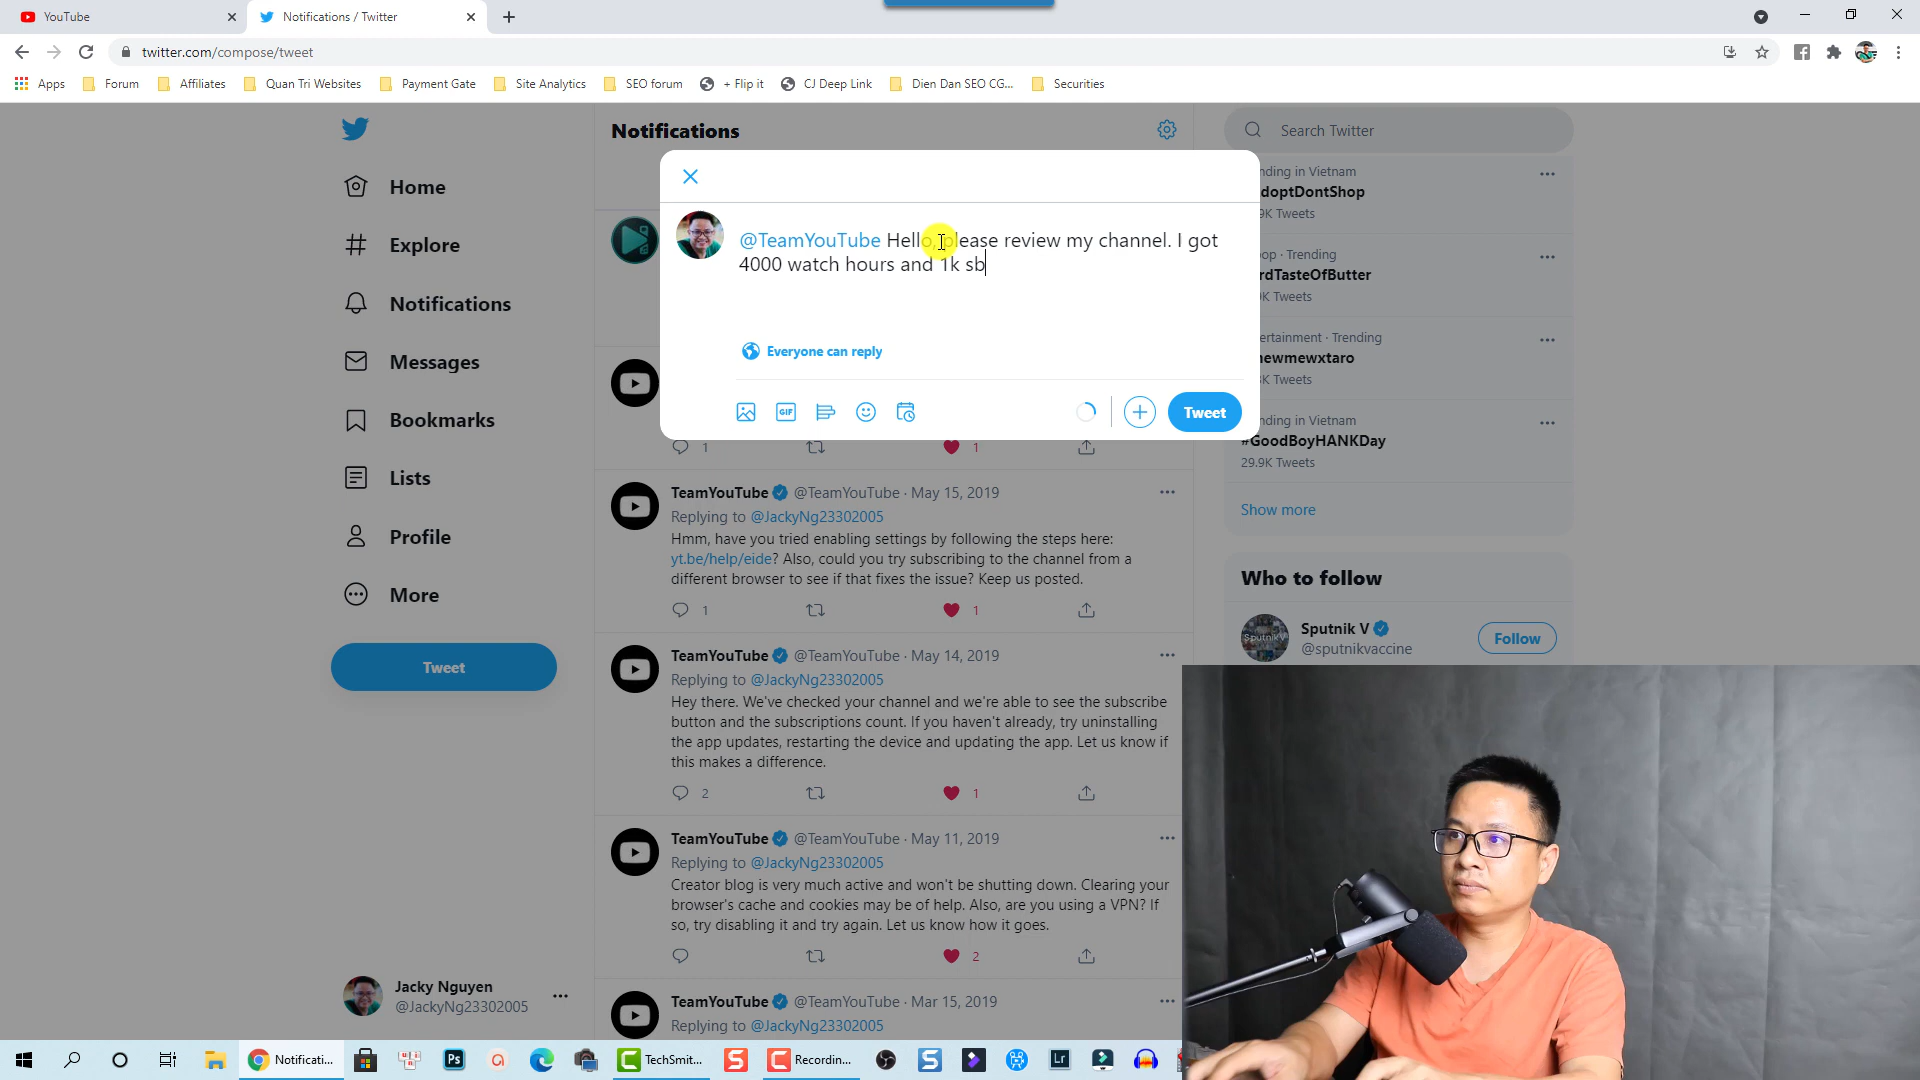 YouTube
Notifications / Twitter
twitter.com/compose/tweet
Apps
Forum
Affiliates
Quan Tri Websites
Payment Gate
Site Analytics
SEO forum
+ Flip it
CJ Deep Link
Dien Dan SEO CG...
Securities
Home
Explore
Notifications
Messages
Bookmarks
Lists
Profile
More
Tweet
Jacky Nguyen
@JackyNg23302005
Notifications
@TeamYouTube Hello, please review my channel. I got
4000 watch hours and 1k sb
Everyone can reply
GIF
Tweet
1
1
TeamYouTube @TeamYouTube · May 15, 2019
Replying to @JackyNg23302005
Hmm, have you tried enabling settings by following the steps here:
yt.be/help/eide? Also, could you try subscribing to the channel from a
different browser to see if that fixes the issue? Keep us posted.
1
1
TeamYouTube @TeamYouTube · May 14, 2019
Replying to @JackyNg23302005
Hey there. We've checked your channel and we're able to see the subscribe
button and the subscriptions count. If you haven't already, try uninstalling
the app updates, restarting the device and updating the app. Let us know if
this makes a difference.
2
1
TeamYouTube @TeamYouTube · May 11, 2019
Replying to @JackyNg23302005
Creator blog is very much active and won't be shutting down. Clearing your
browser's cache and cookies may be of help. Also, are you using a VPN? If
so, try disabling it and try again. Let us know how it goes.
2
TeamYouTube @TeamYouTube · Mar 15, 2019
Replying to @JackyNg23302005
Search Twitter
nding in Vietnam
doptDontShop
9K Tweets
op · Trending
rdTasteOfButter
K Tweets
ertainment · Trending
newmewxtaro
K Tweets
nding in Vietnam
#GoodBoyHANKDay
29.9K Tweets
Show more
Who to follow
Sputnik V
@sputnikvaccine
Follow
Notificati...
Ps
TechSmit...
Recordin...
Lr